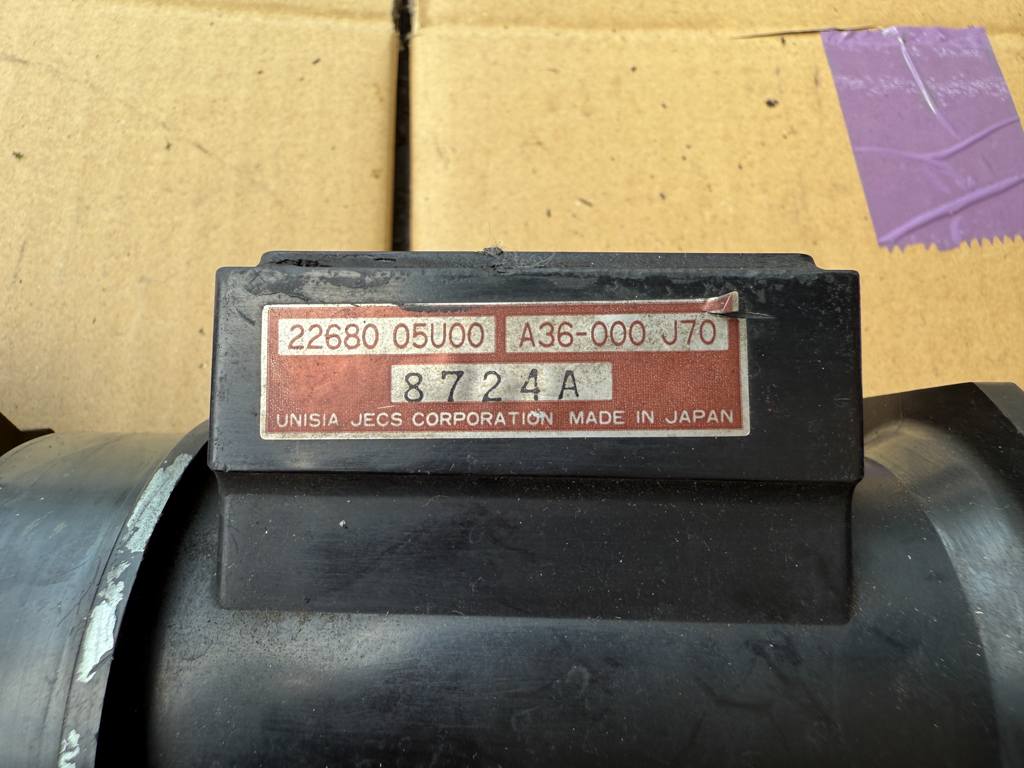 22680 05U00 A36-000 J70
8724A
UNISIA JECS CORPORATION MADE IN JAPAN